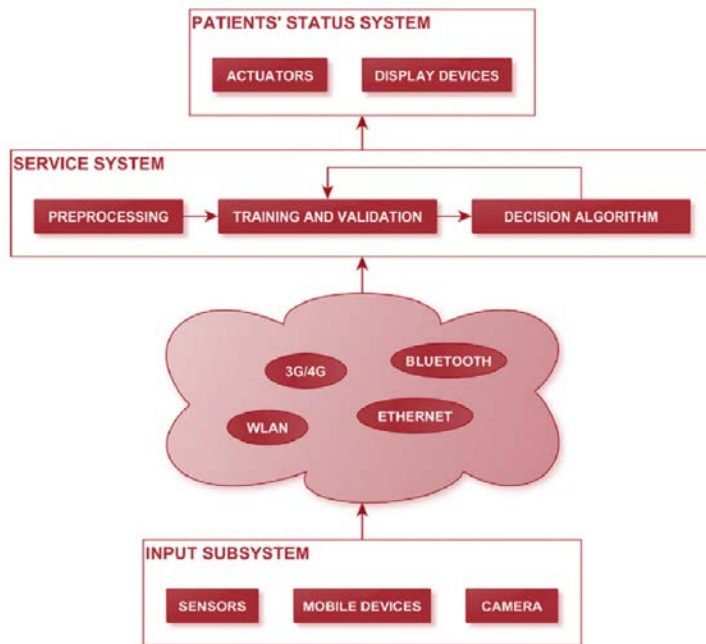 PATIENTS' STATUS SYSTEM
ACTUATORS
DISPLAY DEVICES
SERVICE SYSTEM
PREPROCESSING
TRAINING AND VALIDATION
DECISION ALGORITHM
3G/4G
BLUETOOTH
WLAN
ETHERNET
INPUT SUBSYSTEM
SENSORS
MOBILE DEVICES
CAMERA